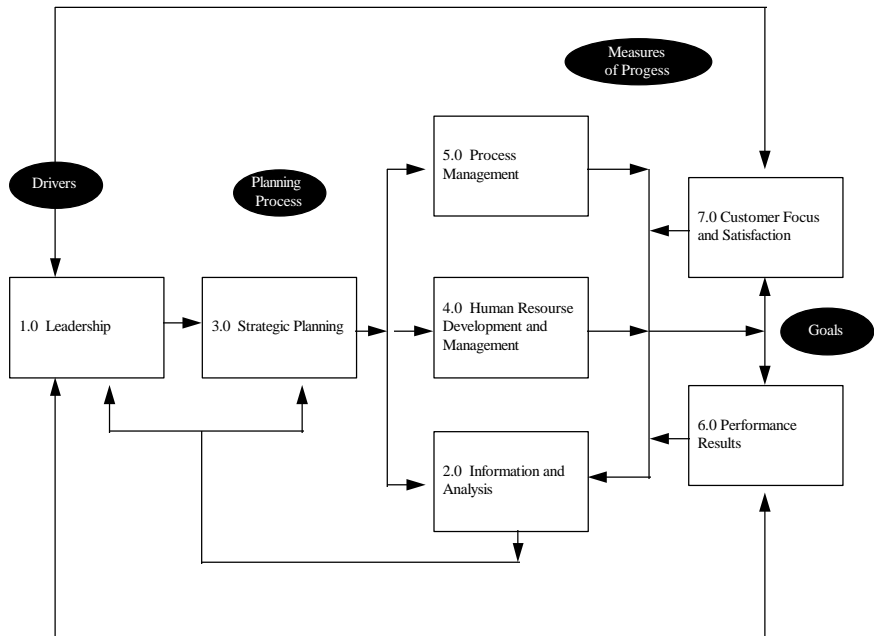 Measures
of Progess
Drivers
Planning
Process
5.0 Process
Management
7.0 Customer Focus
and Satisfaction
1.0 Leadership
3.0 Strategic Planning
4.0 Human Resourse
Development and
Management
Goals
6.0 Performance
Results
2.0 Information and
Analysis